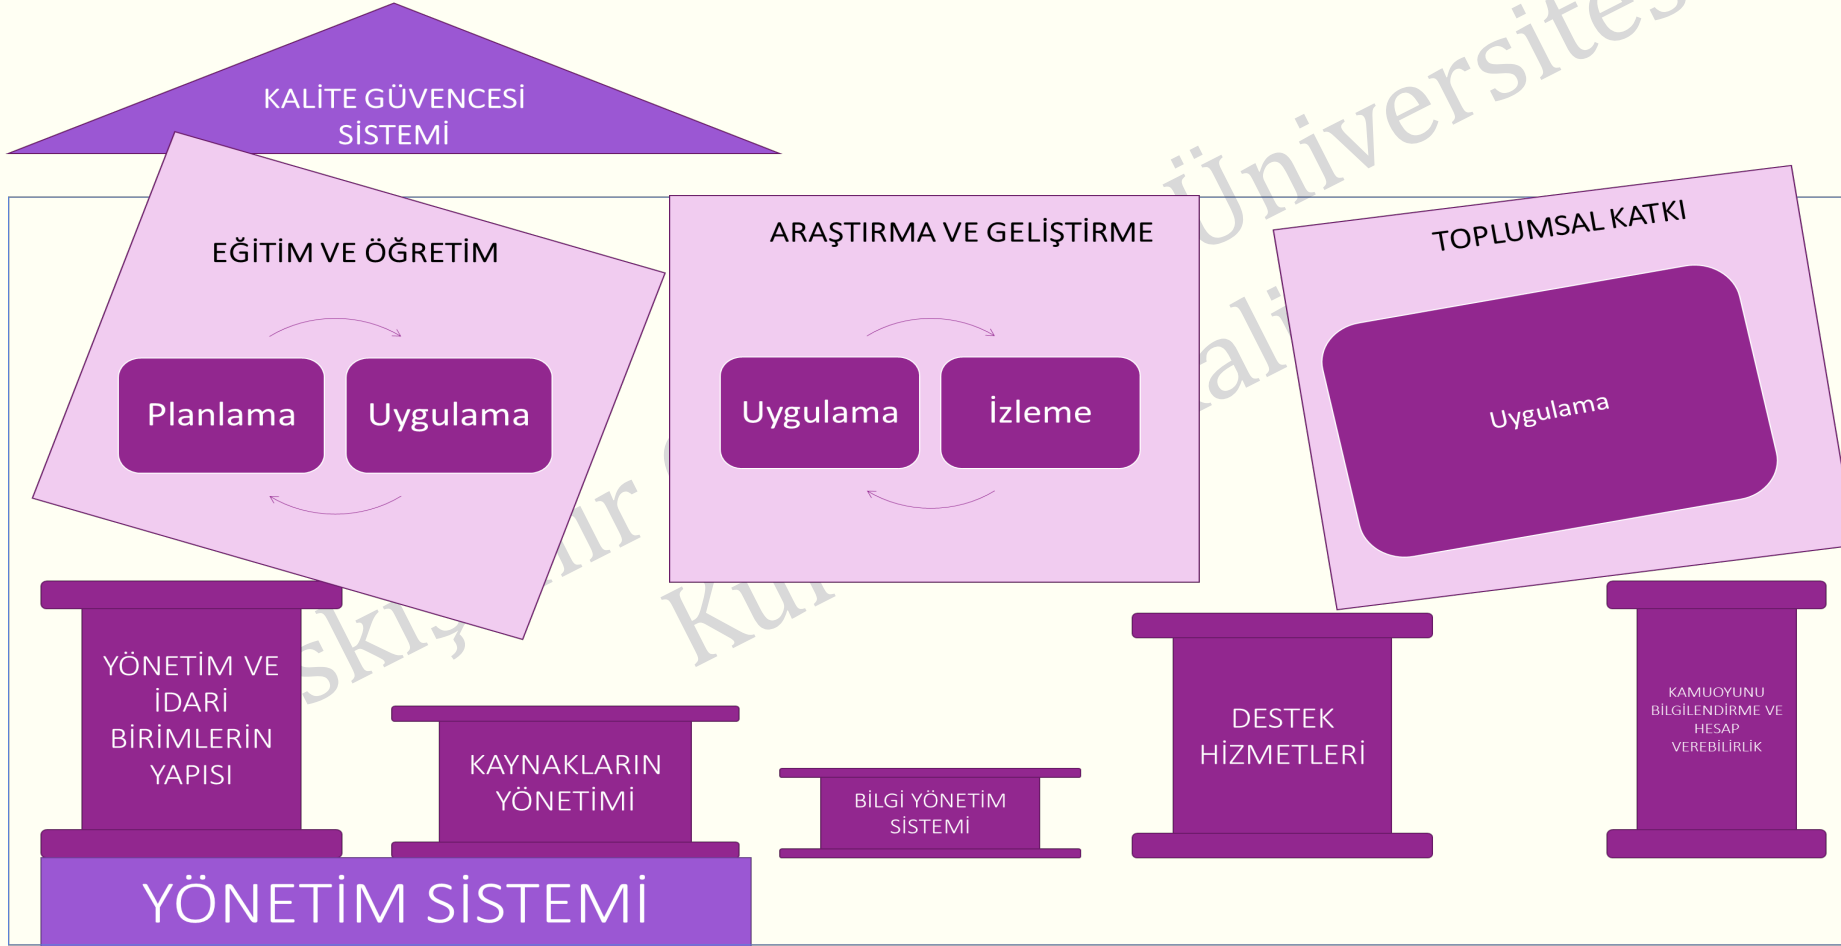 KALİTE GÜVENCESİ
SİSTEMİ
EĞİTİM VE ÖĞRETİM
Planlama
Uygulama
ARAŞTIRMA VE GELİŞTİRME
Uygulama
İzleme
TOPLUMSAL KATKI
Uygulama
YÖNETİM VE
İDARİ
BİRİMLERİN
YAPISI
KAYNAKLARIN
YÖNETİMİ
BİLGİ YÖNETİM
SİSTEMİ
DESTEK
HİZMETLERİ
KAMUOYUNU
BİLGİLENDİRME VE
HESAP
VEREBİLİRLİK
YÖNETİM SİSTEMİ